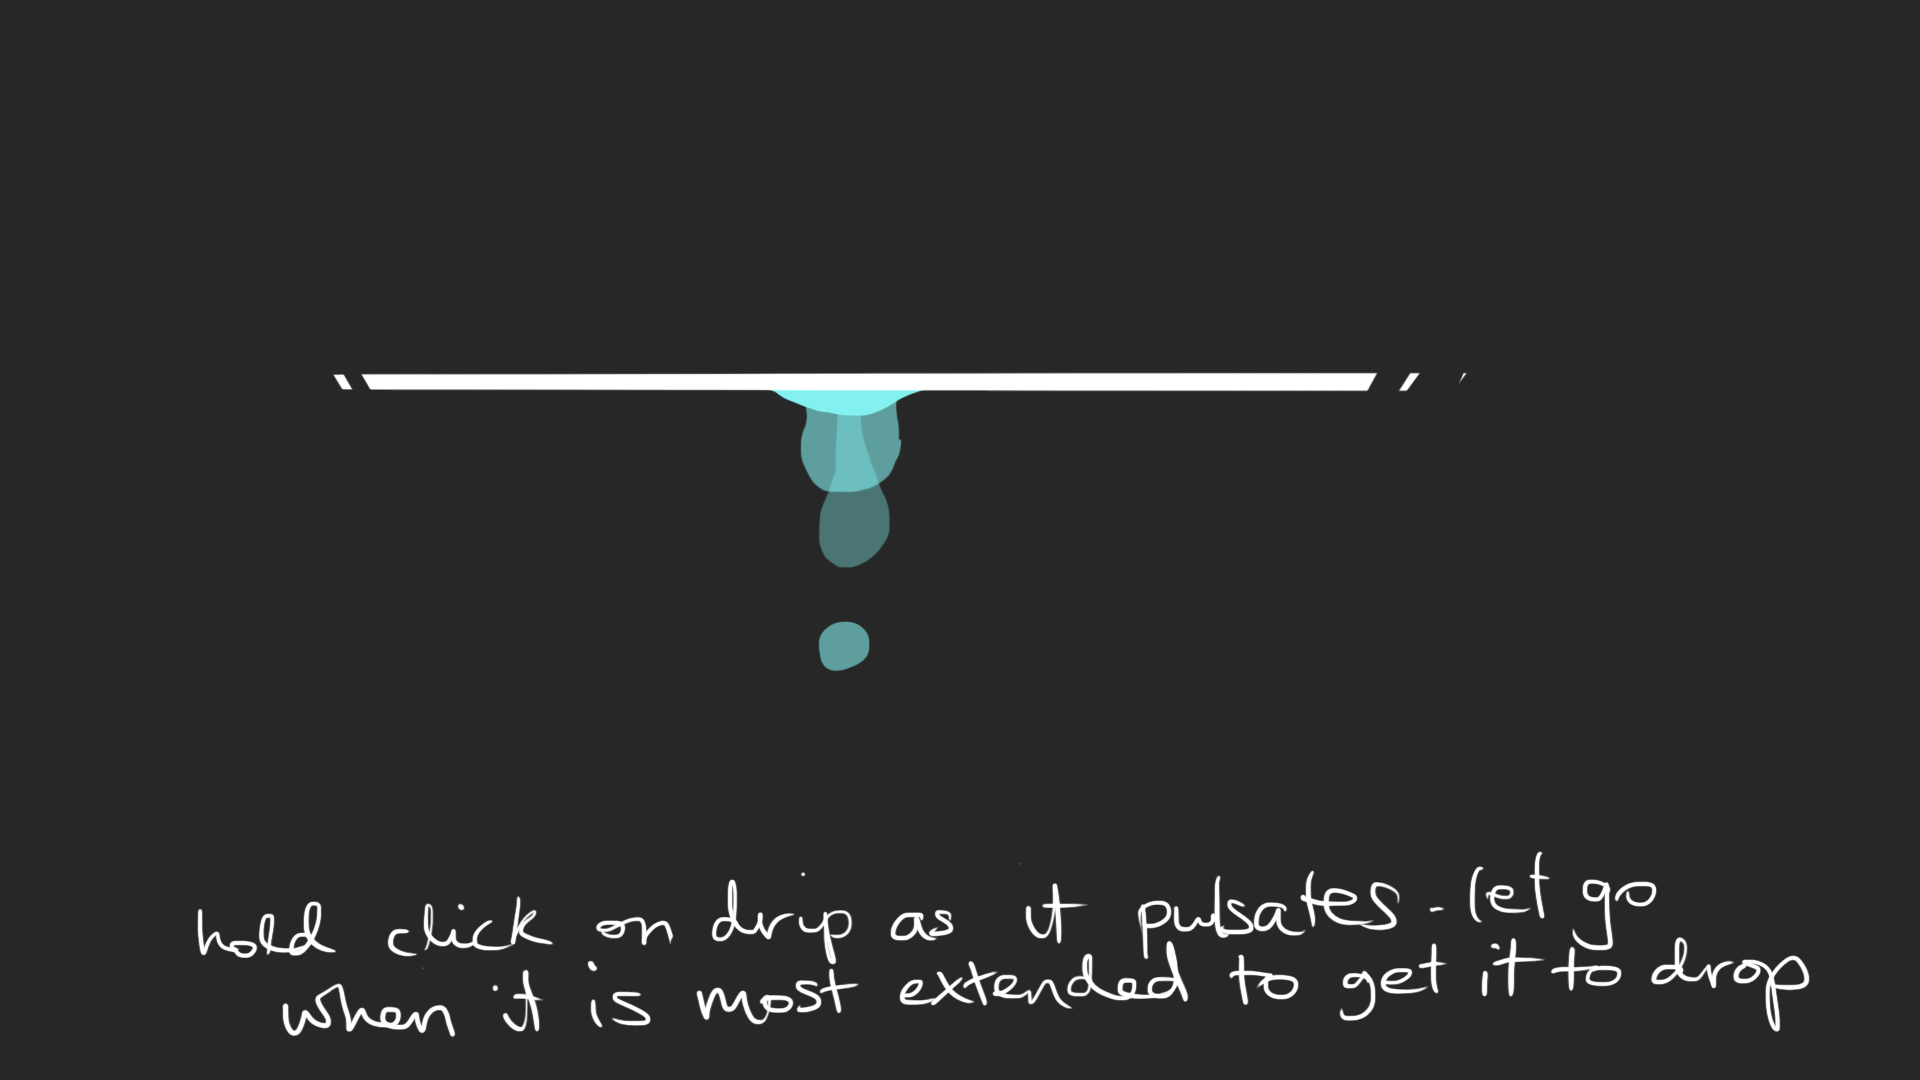 hold click on drip as it pulsates. let go
when it is most extended to get it to drop